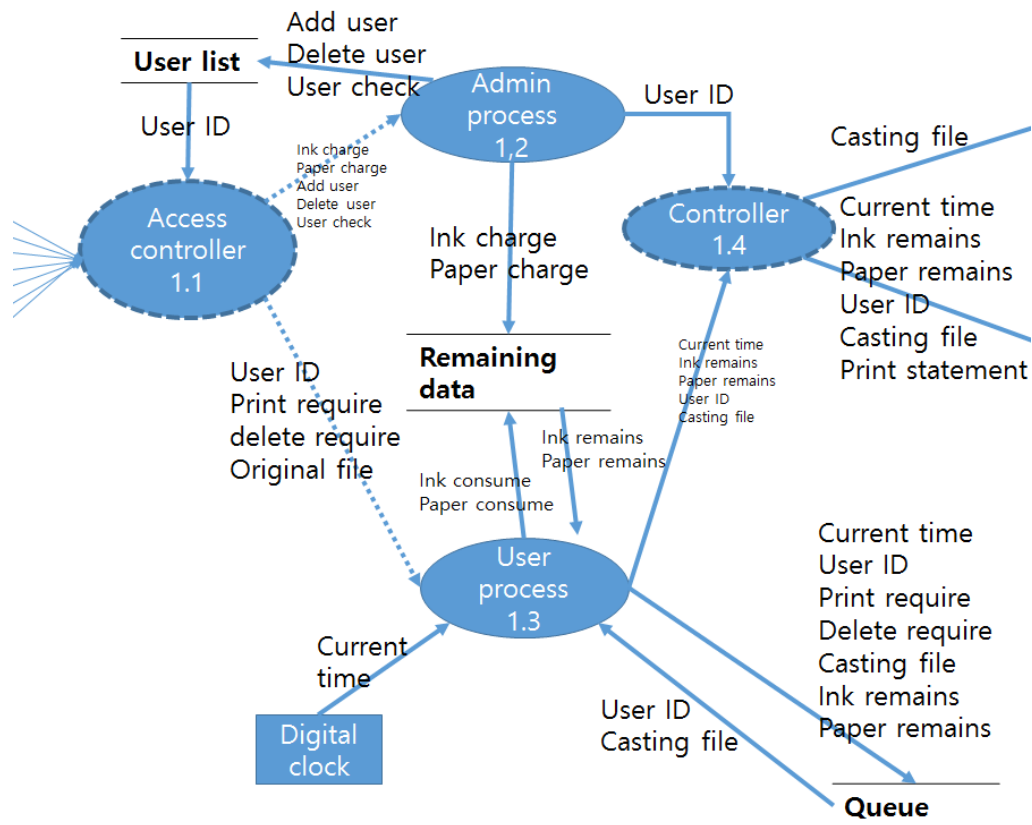 Add user
Delete user
User check
User list
User ID
Admin
process
1,2
User ID
Ink charge
Paper charge
Add user
Delete user
User check
Access
controller
1.1
Casting file
Controller
1.4
Current time
Ink remains
Paper remains
User ID
Casting file
Print statement
Ink charge
Paper charge
Remaining
data
Current time
Ink remains
Paper remains
User ID
Casting file
User ID
Print require
delete require
Original file
Ink remains
Paper remains
Ink consume
Paper consume
User
process
1.3
Current
time
Digital
clock
User ID
Casting file
Current time
User ID
Print require
Delete require
Casting file
Ink remains
Paper remains
Queue